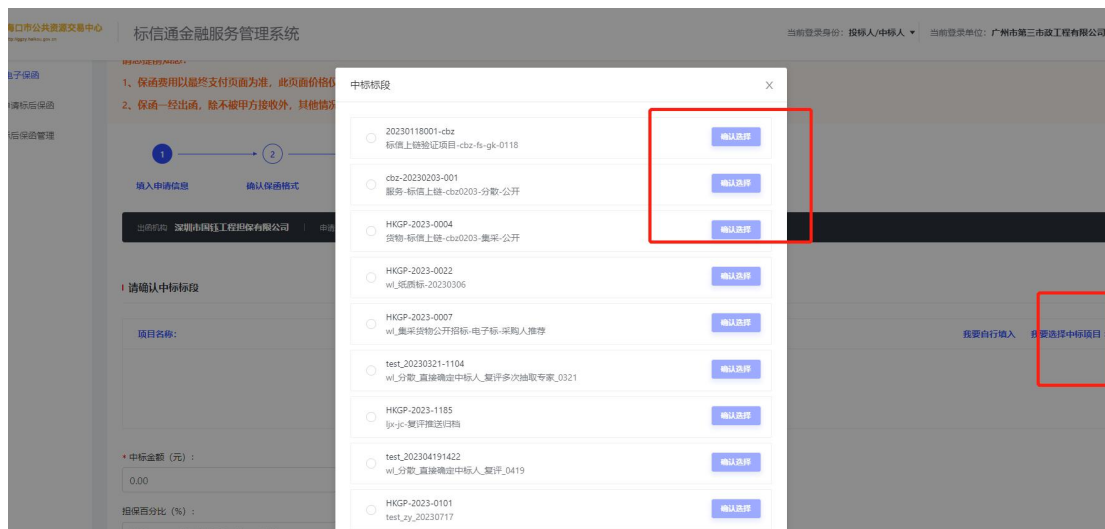 海口市公共资源交易中心
标信通金融服务管理系统
当前登录身份：投标人/中标人
当前登录单位：广州市第三市政工程有限公司
电子保函
申请标后保函
标后保函管理
1、保函费用以最终支付页面为准，此页面价格仅
2、保函一经出函，除不被甲方接收外，其他情况
1
2
填入申请信息
确认保函格式
出函机构 深圳市国钰工程担保有限公司
请确认中标标段
项目名称：
我要自行填入
我要选择中标项目
* 中标金额（元）：
0.00
担保百分比（%）：
中标标段
X
20230118001-cbz
标信上链验证项目-cbz-fs-gk-0118
确认选择
cbz-20230203-001
服务-标信上链-cbz0203-分散-公开
确认选择
HKGP-2023-0004
货物-标信上链-cbz0203-集采-公开
确认选择
HKGP-2023-0022
wl_纸质标-20230306
确认选择
HKGP-2023-0007
wl_集采货物公开招标-电子标-采购人推荐
确认选择
test_20230321-1104
wl_分散_直接确定中标人_复评多次抽取专家_0321
确认选择
HKGP-2023-1185
ljx-jc-复评推送归档
确认选择
test_202304191422
wl_分散_直接确定中标人_复评_0419
确认选择
HKGP-2023-0101
test_zy_20230717
确认选择